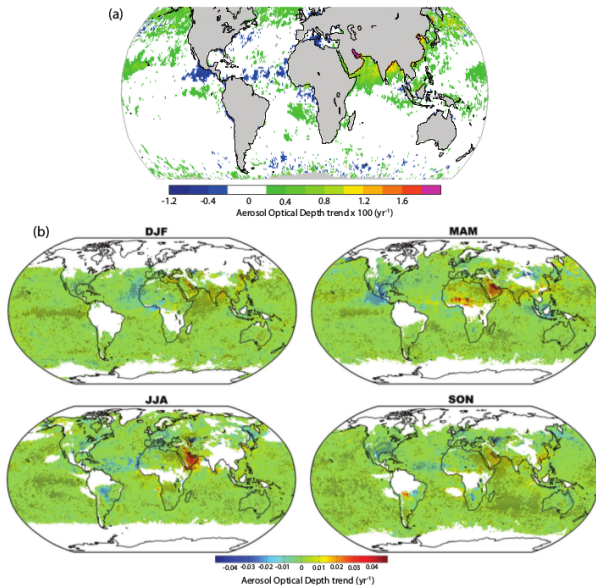 (a)
-1.2 -0.4 0.2 0.4 0.8 1.2 1.6
Aerosol Optical Depth trend x 100 (yr-1)
(b)
DJF MAM
JJA SON
-0.04 -0.03 -0.02 -0.01 0 0.01 0.02 0.03 0.04
Aerosol Optical Depth trend (yr-1)